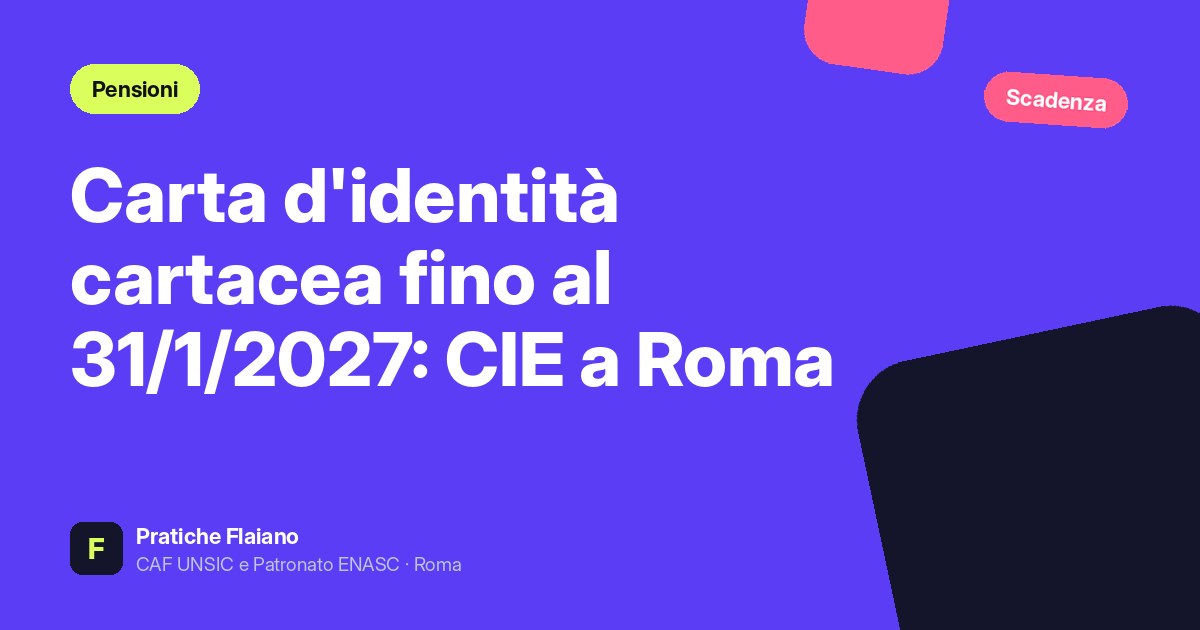 Pensioni
Scadenza
Carta d'identità
cartacea fino al
31/1/2027: CIE a Roma
F
Pratiche Flaiano
CAF UNSIC e Patronato ENASC · Roma